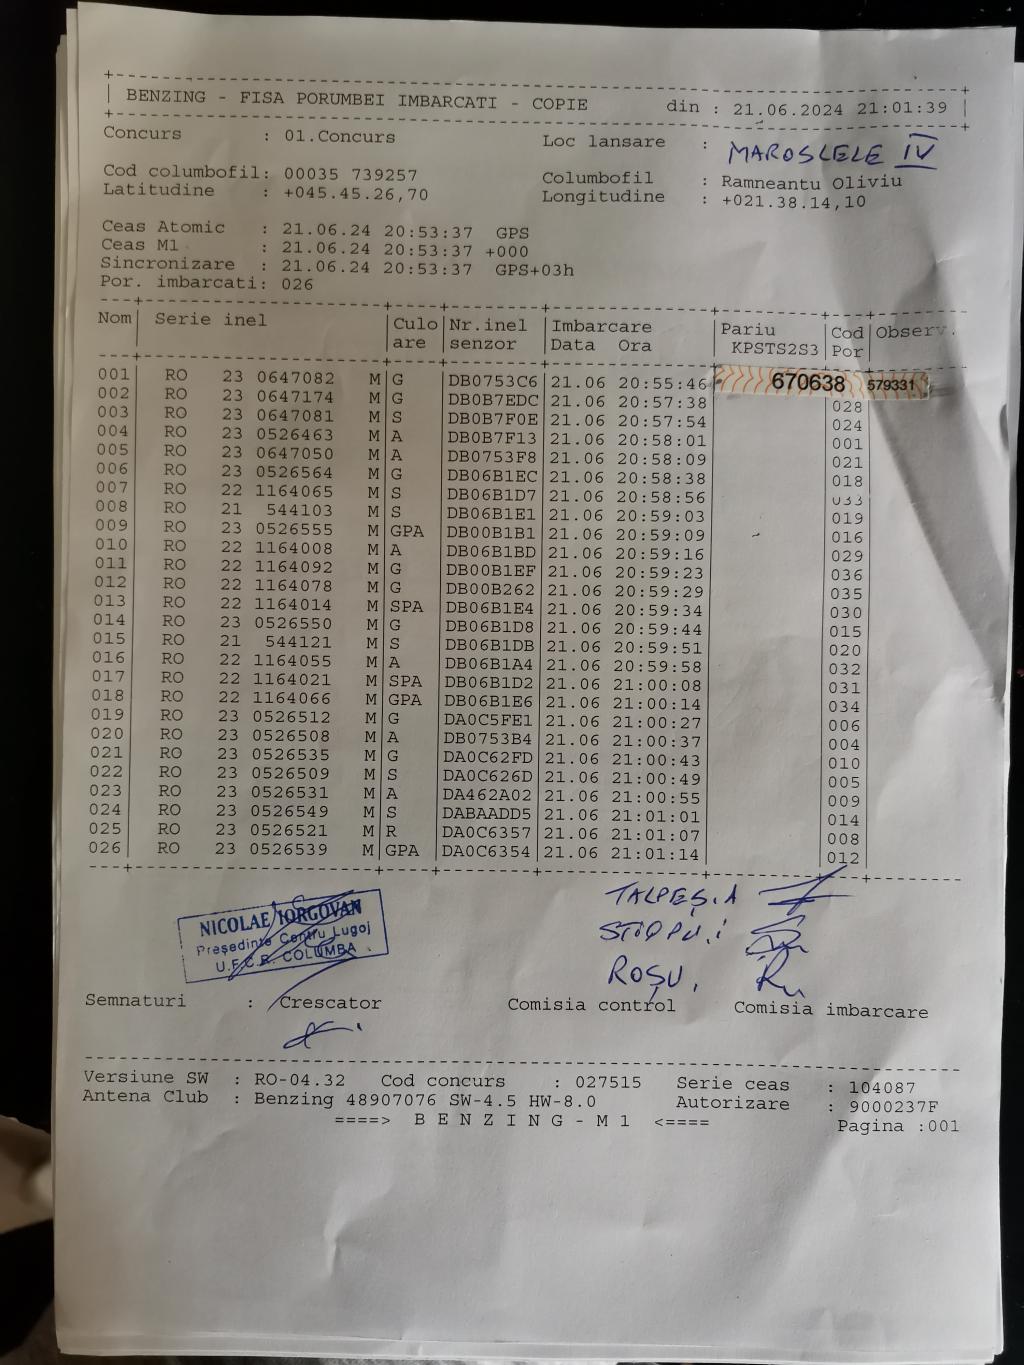 BENZING - FISA PORUMBEI IMBARCATI - COPIE din : 21.06.2024 21:01:39
Concurs : 01.Concurs Loc lansare : MAROSLELE IV
Cod columbofil: 00035 739257 Columbofil : Ramneantu Oliviu
Latitudine : +045.45.26,70 Longitudine : +021.38.14,10
Ceas Atomic : 21.06.24 20:53:37 GPS
Ceas M1 : 21.06.24 20:53:37 +000
Sincronizare : 21.06.24 20:53:37 GPS+03h
Por. imbarcati: 026
Nom Serie inel Culo Nr.inel Imbarcare Pariu Cod Observ.
are senzor Data Ora KPSTS2S3 Por
001 RO 23 0647082 M G DB0753C6 21.06 20:55:46 670638 579331
002 RO 23 0647174 M G DB0B7EDC 21.06 20:57:38 028
003 RO 23 0647081 M S DB0B7F0E 21.06 20:57:54 024
004 RO 23 0526463 M A DB0B7F13 21.06 20:58:01 001
005 RO 23 0647050 M A DB0753F8 21.06 20:58:09 021
006 RO 23 0526564 M G DB06B1EC 21.06 20:58:38 018
007 RO 22 1164065 M S DB06B1D7 21.06 20:58:56 033
008 RO 21 544103 M S DB06B1E1 21.06 20:59:03 019
009 RO 23 0526555 M GPA DB00B1B1 21.06 20:59:09 016
010 RO 22 1164008 M A DB06B1BD 21.06 20:59:16 029
011 RO 22 1164092 M G DB00B1EF 21.06 20:59:23 036
012 RO 22 1164078 M G DB00B262 21.06 20:59:29 035
013 RO 22 1164014 M SPA DB06B1E4 21.06 20:59:34 030
014 RO 23 0526550 M G DB06B1D8 21.06 20:59:44 015
015 RO 21 544121 M S DB06B1DB 21.06 20:59:51 020
016 RO 22 1164055 M A DB06B1A4 21.06 20:59:58 032
017 RO 22 1164021 M SPA DB06B1D2 21.06 21:00:08 031
018 RO 22 1164066 M GPA DB06B1E6 21.06 21:00:14 034
019 RO 23 0526512 M G DA0C5FE1 21.06 21:00:27 006
020 RO 23 0526508 M A DB0753B4 21.06 21:00:37 004
021 RO 23 0526535 M G DA0C62FD 21.06 21:00:43 010
022 RO 23 0526509 M S DA0C626D 21.06 21:00:49 005
023 RO 23 0526531 M A DA462A02 21.06 21:00:55 009
024 RO 23 0526549 M S DABAADD5 21.06 21:01:01 014
025 RO 23 0526521 M R DA0C6357 21.06 21:01:07 008
026 RO 23 0526539 M GPA DA0C6354 21.06 21:01:14 012
TALPEȘ.A
NICOLAE IORGOVAN
Președinte Centru Lugoj
U.F.C.R. COLUMBA
ROȘU,
Semnaturi : Crescator Comisia control Comisia imbarcare
Versiune SW : RO-04.32 Cod concurs : 027515 Serie ceas : 104087
Antena Club : Benzing 48907076 SW-4.5 HW-8.0 Autorizare : 9000237F
====> B E N Z I N G - M 1 <==== Pagina :001